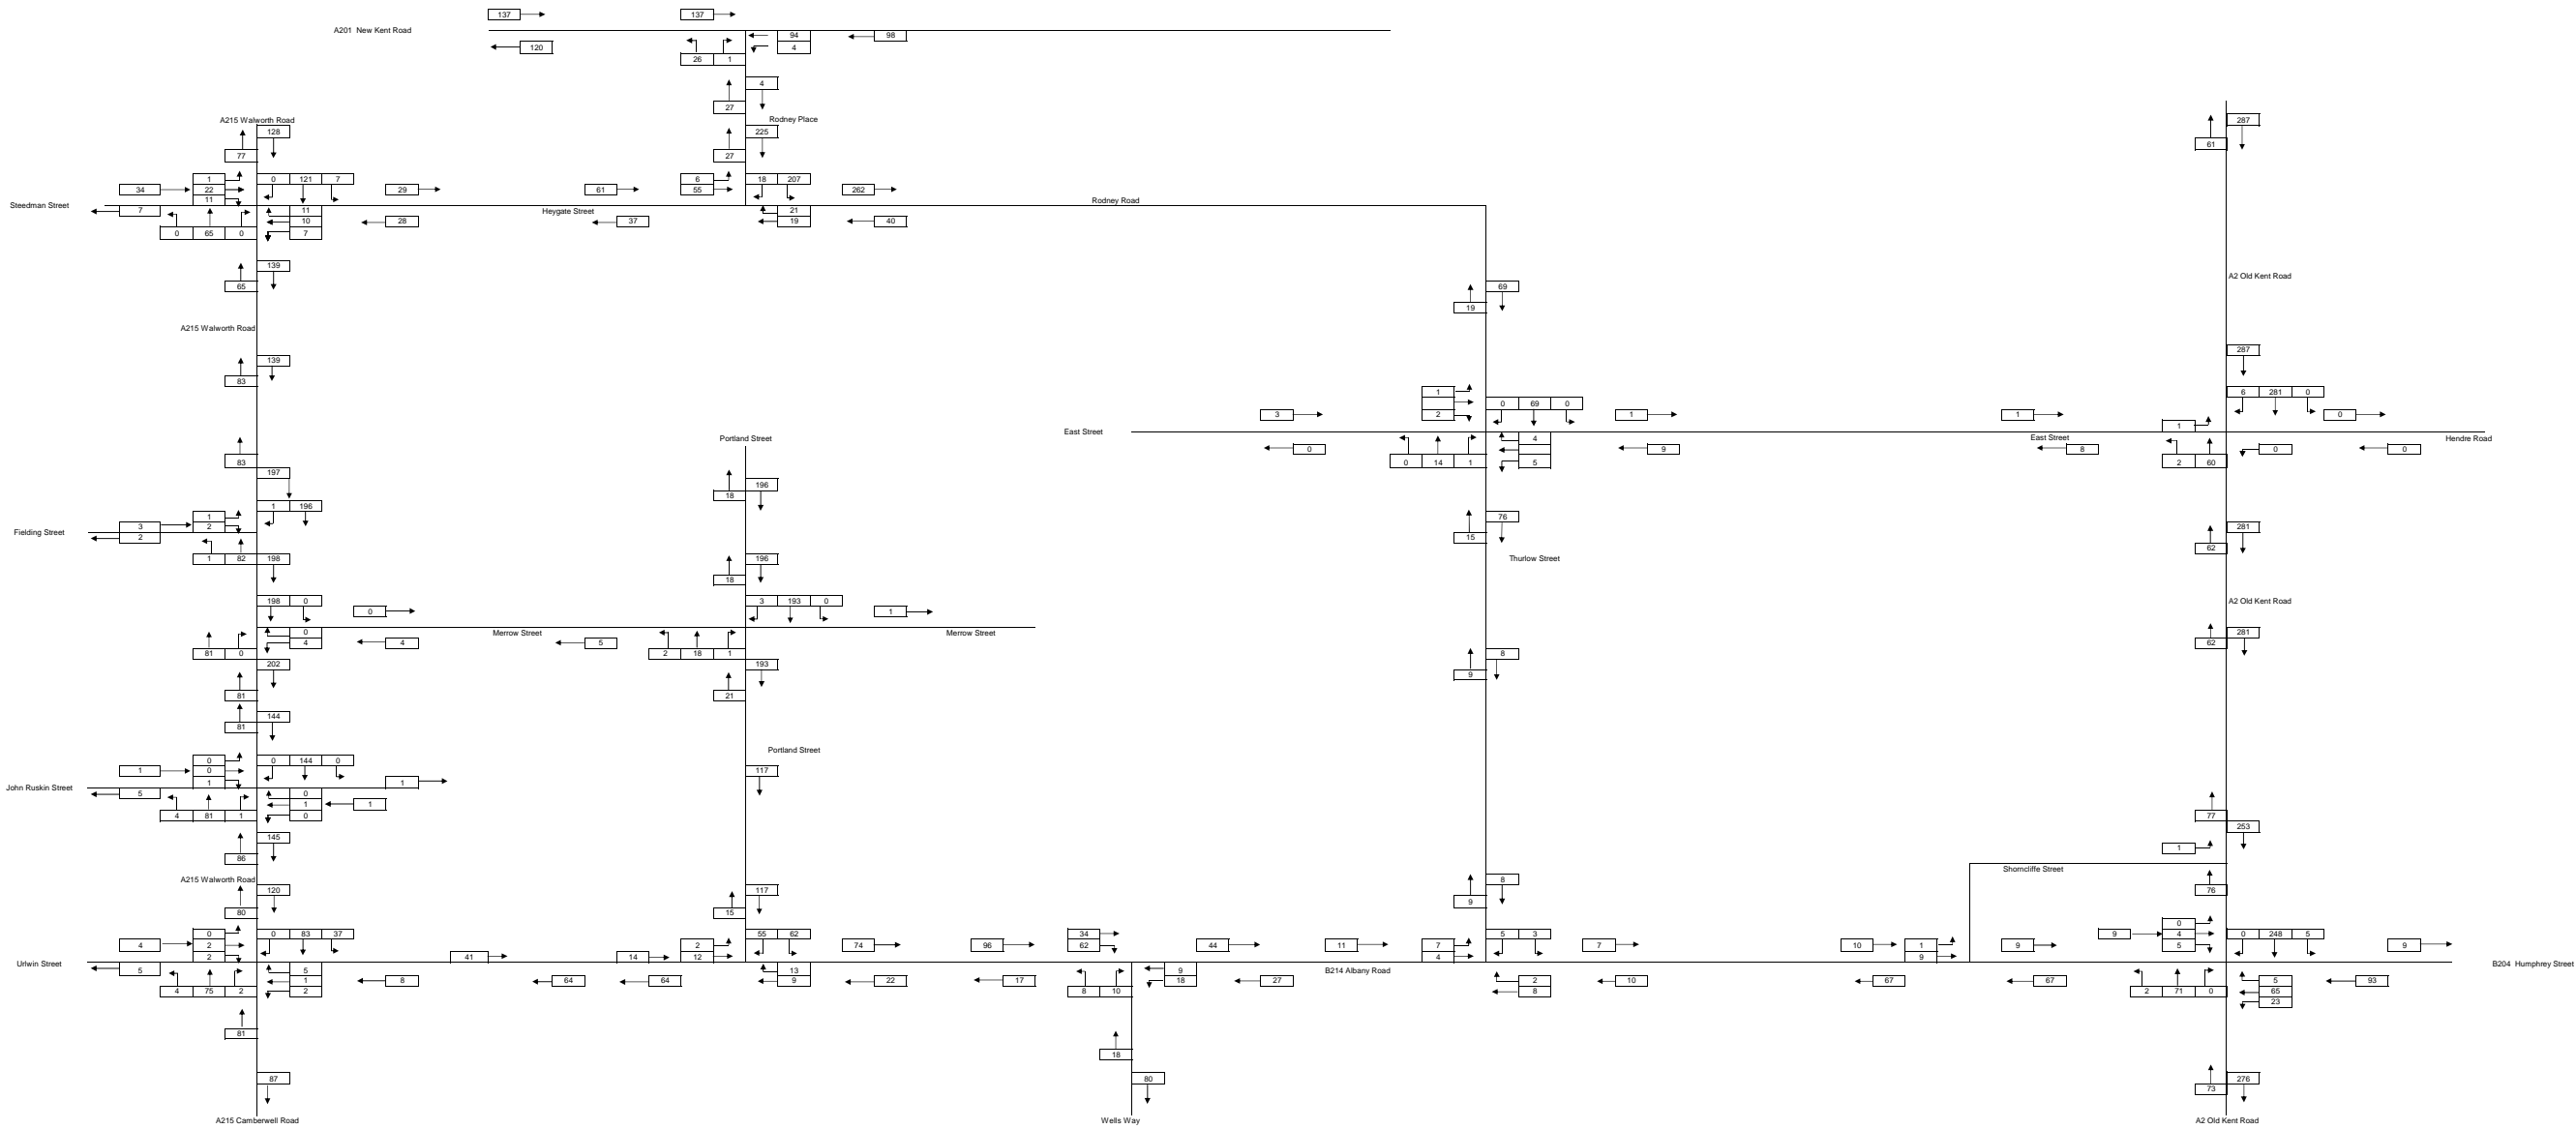 137 137
A201 New Kent Road
94 98
120 4
26 1
4
27
A215 Walworth Road Rodney Place
128 225 287
77 27 61
1 0 121 7 6 18 207
34 22 29 61 55 262
11
Steedman Street Rodney Road
7 11 Heygate Street 21
10 28 37 19 40
0 65 0 7
139 A2 Old Kent Road
65 69
19
A215 Walworth Road
139 287
83
1 6 281 0
0 69 0
3 2 1 1 0
1
East Street Hendre Road
Portland Street 4 East Street
0 9 8 0 0
83 0 14 1 5 2 60
197
196
18
1 196
1 76
3 2 281
Fielding Street 15
2 62
1 82 198 196 Thurlow Street
18
198 0 3 193 0 A2 Old Kent Road
0 1
0 Merrow Street Merrow Street 281
4 4 5 62
81 0 2 18 1 8
202 193
9
81 21
144
81
Portland Street
0 0 144 0
1 0 117
1 1
John Ruskin Street
5 0
1 1
4 81 1 0 77
253
145
1
86
Shorncliffe Street
A215 Walworth Road
120 117 8 76
80 15 9
0 0 83 37 55 62 34 5 3 0 0 248 5
4 2 2 74 96 62 44 11 7 7 10 1 9 9 4 9
2 41 14 12 4 9 5
Urlwin Street B204 Humphrey Street
5 5 13 9 B214 Albany Road 5
1 8 64 64 9 22 17 18 27 2 10 67 67 65 93
4 75 2 2 8 10 8 2 71 0 23
81
18
87 80 276
73
A215 Camberwell Road Wells Way A2 Old Kent Road